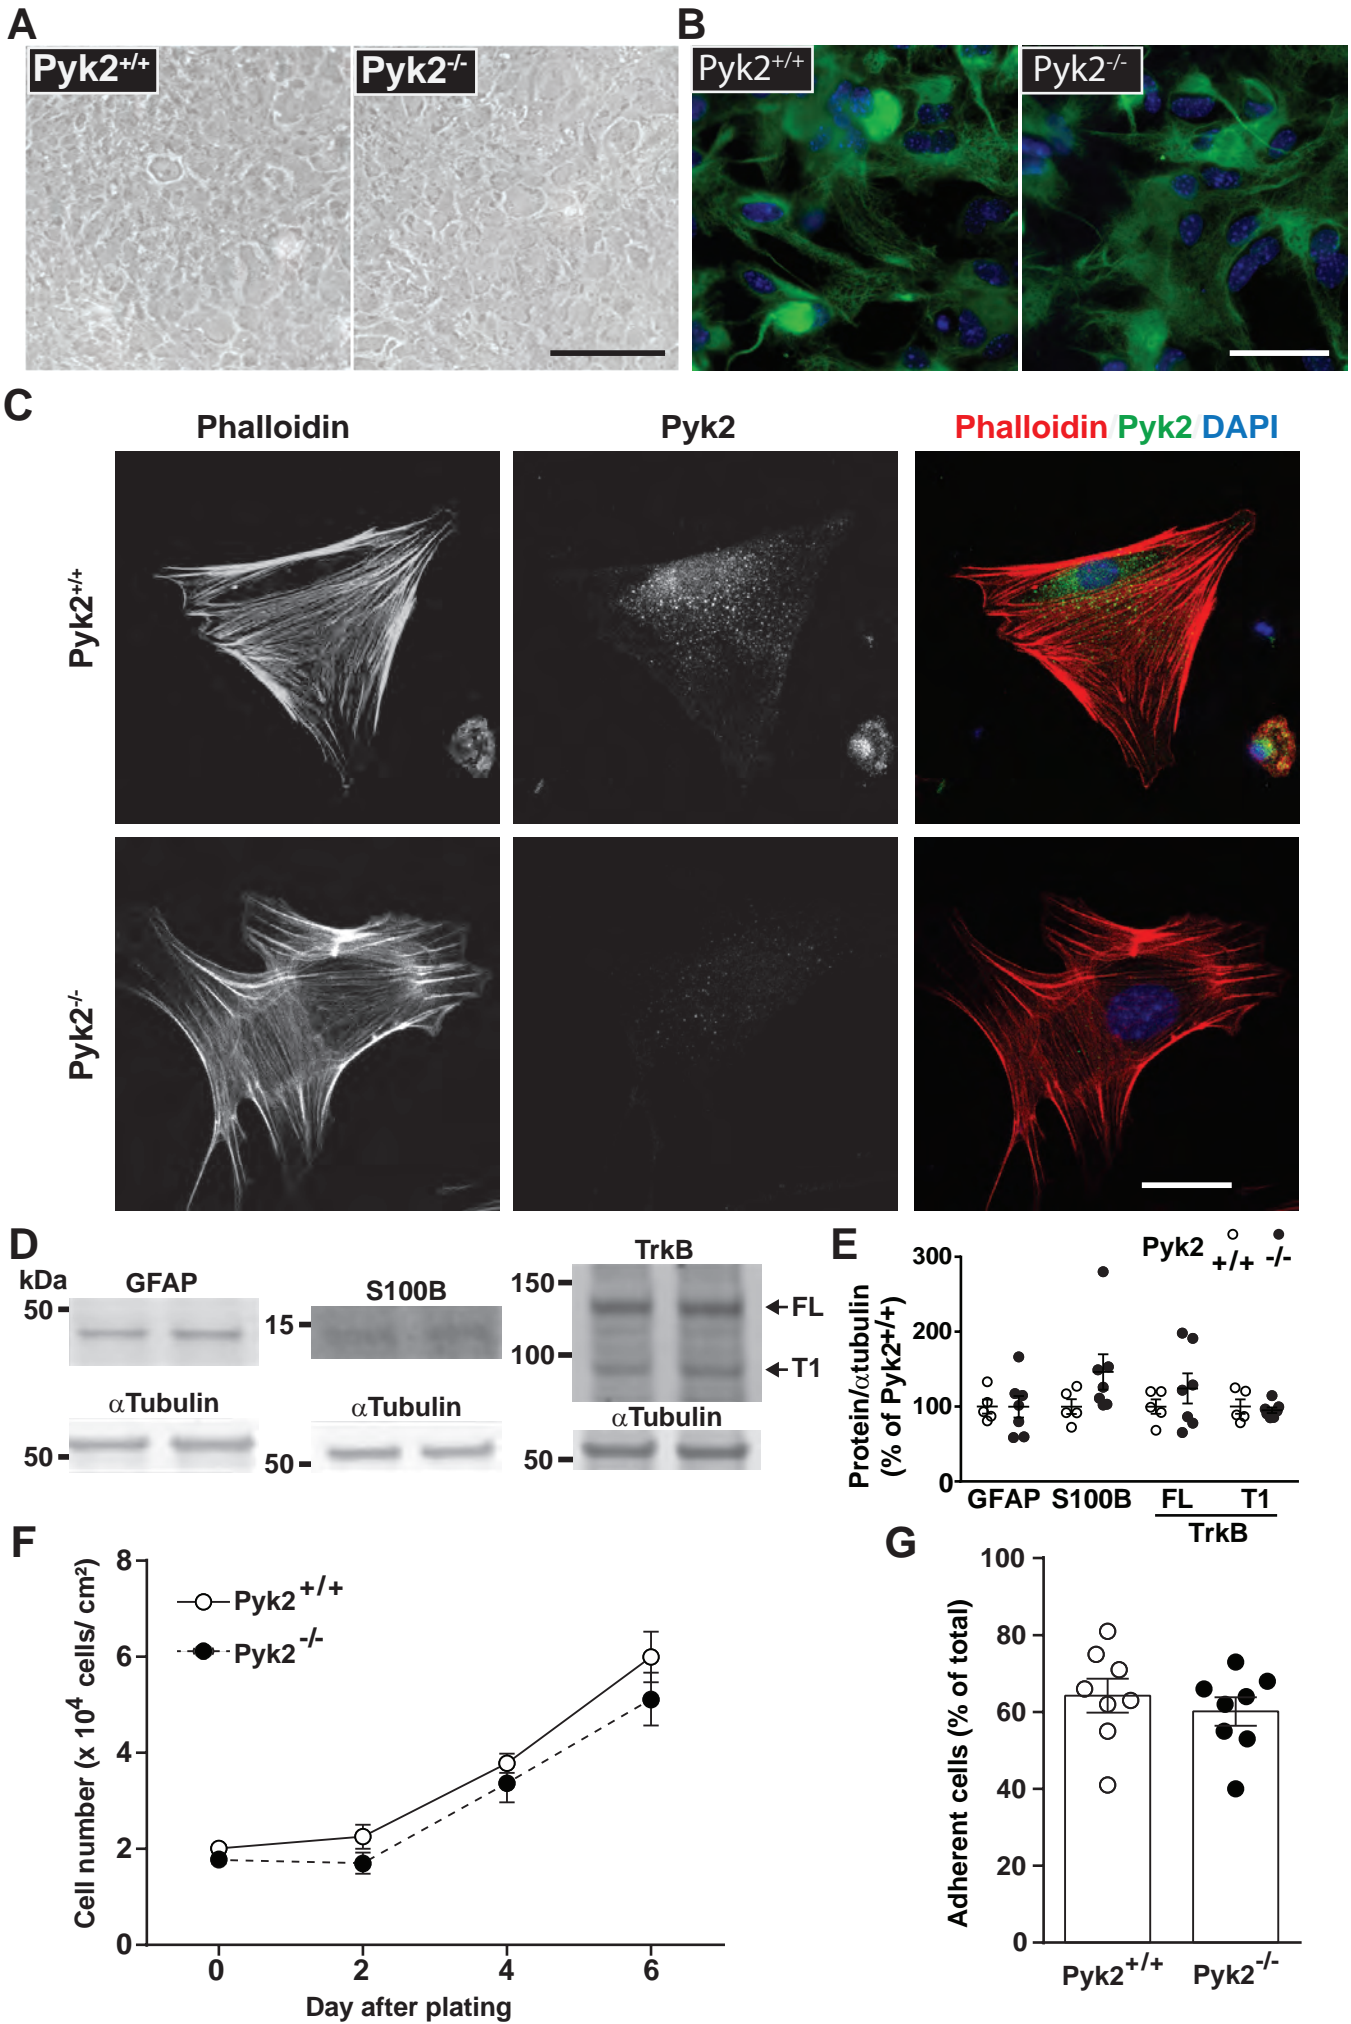 A
Pyk2+/+
Pyk2-/-
B
Pyk2+/+
Pyk2-/-
C
Phalloidin
Pyk2
Phalloidin Pyk2 DAPI
Pyk2+/+
Pyk2-/-
D
kDa
GFAP
50
αTubulin
50
S100B
15
αTubulin
50
TrkB
150
FL
100
T1
αTubulin
50
E
Pyk2 +/+ -/-
Protein/αtubulin
(% of Pyk2+/+)
300
200
100
0
GFAP S100B FL T1
TrkB
F
Cell number (x 10⁴ cells/ cm²)
8
6
4
2
0
Pyk2+/+
Pyk2-/-
0 2 4 6
Day after plating
G
Adherent cells (% of total)
100
80
60
40
20
0
Pyk2+/+ Pyk2-/-